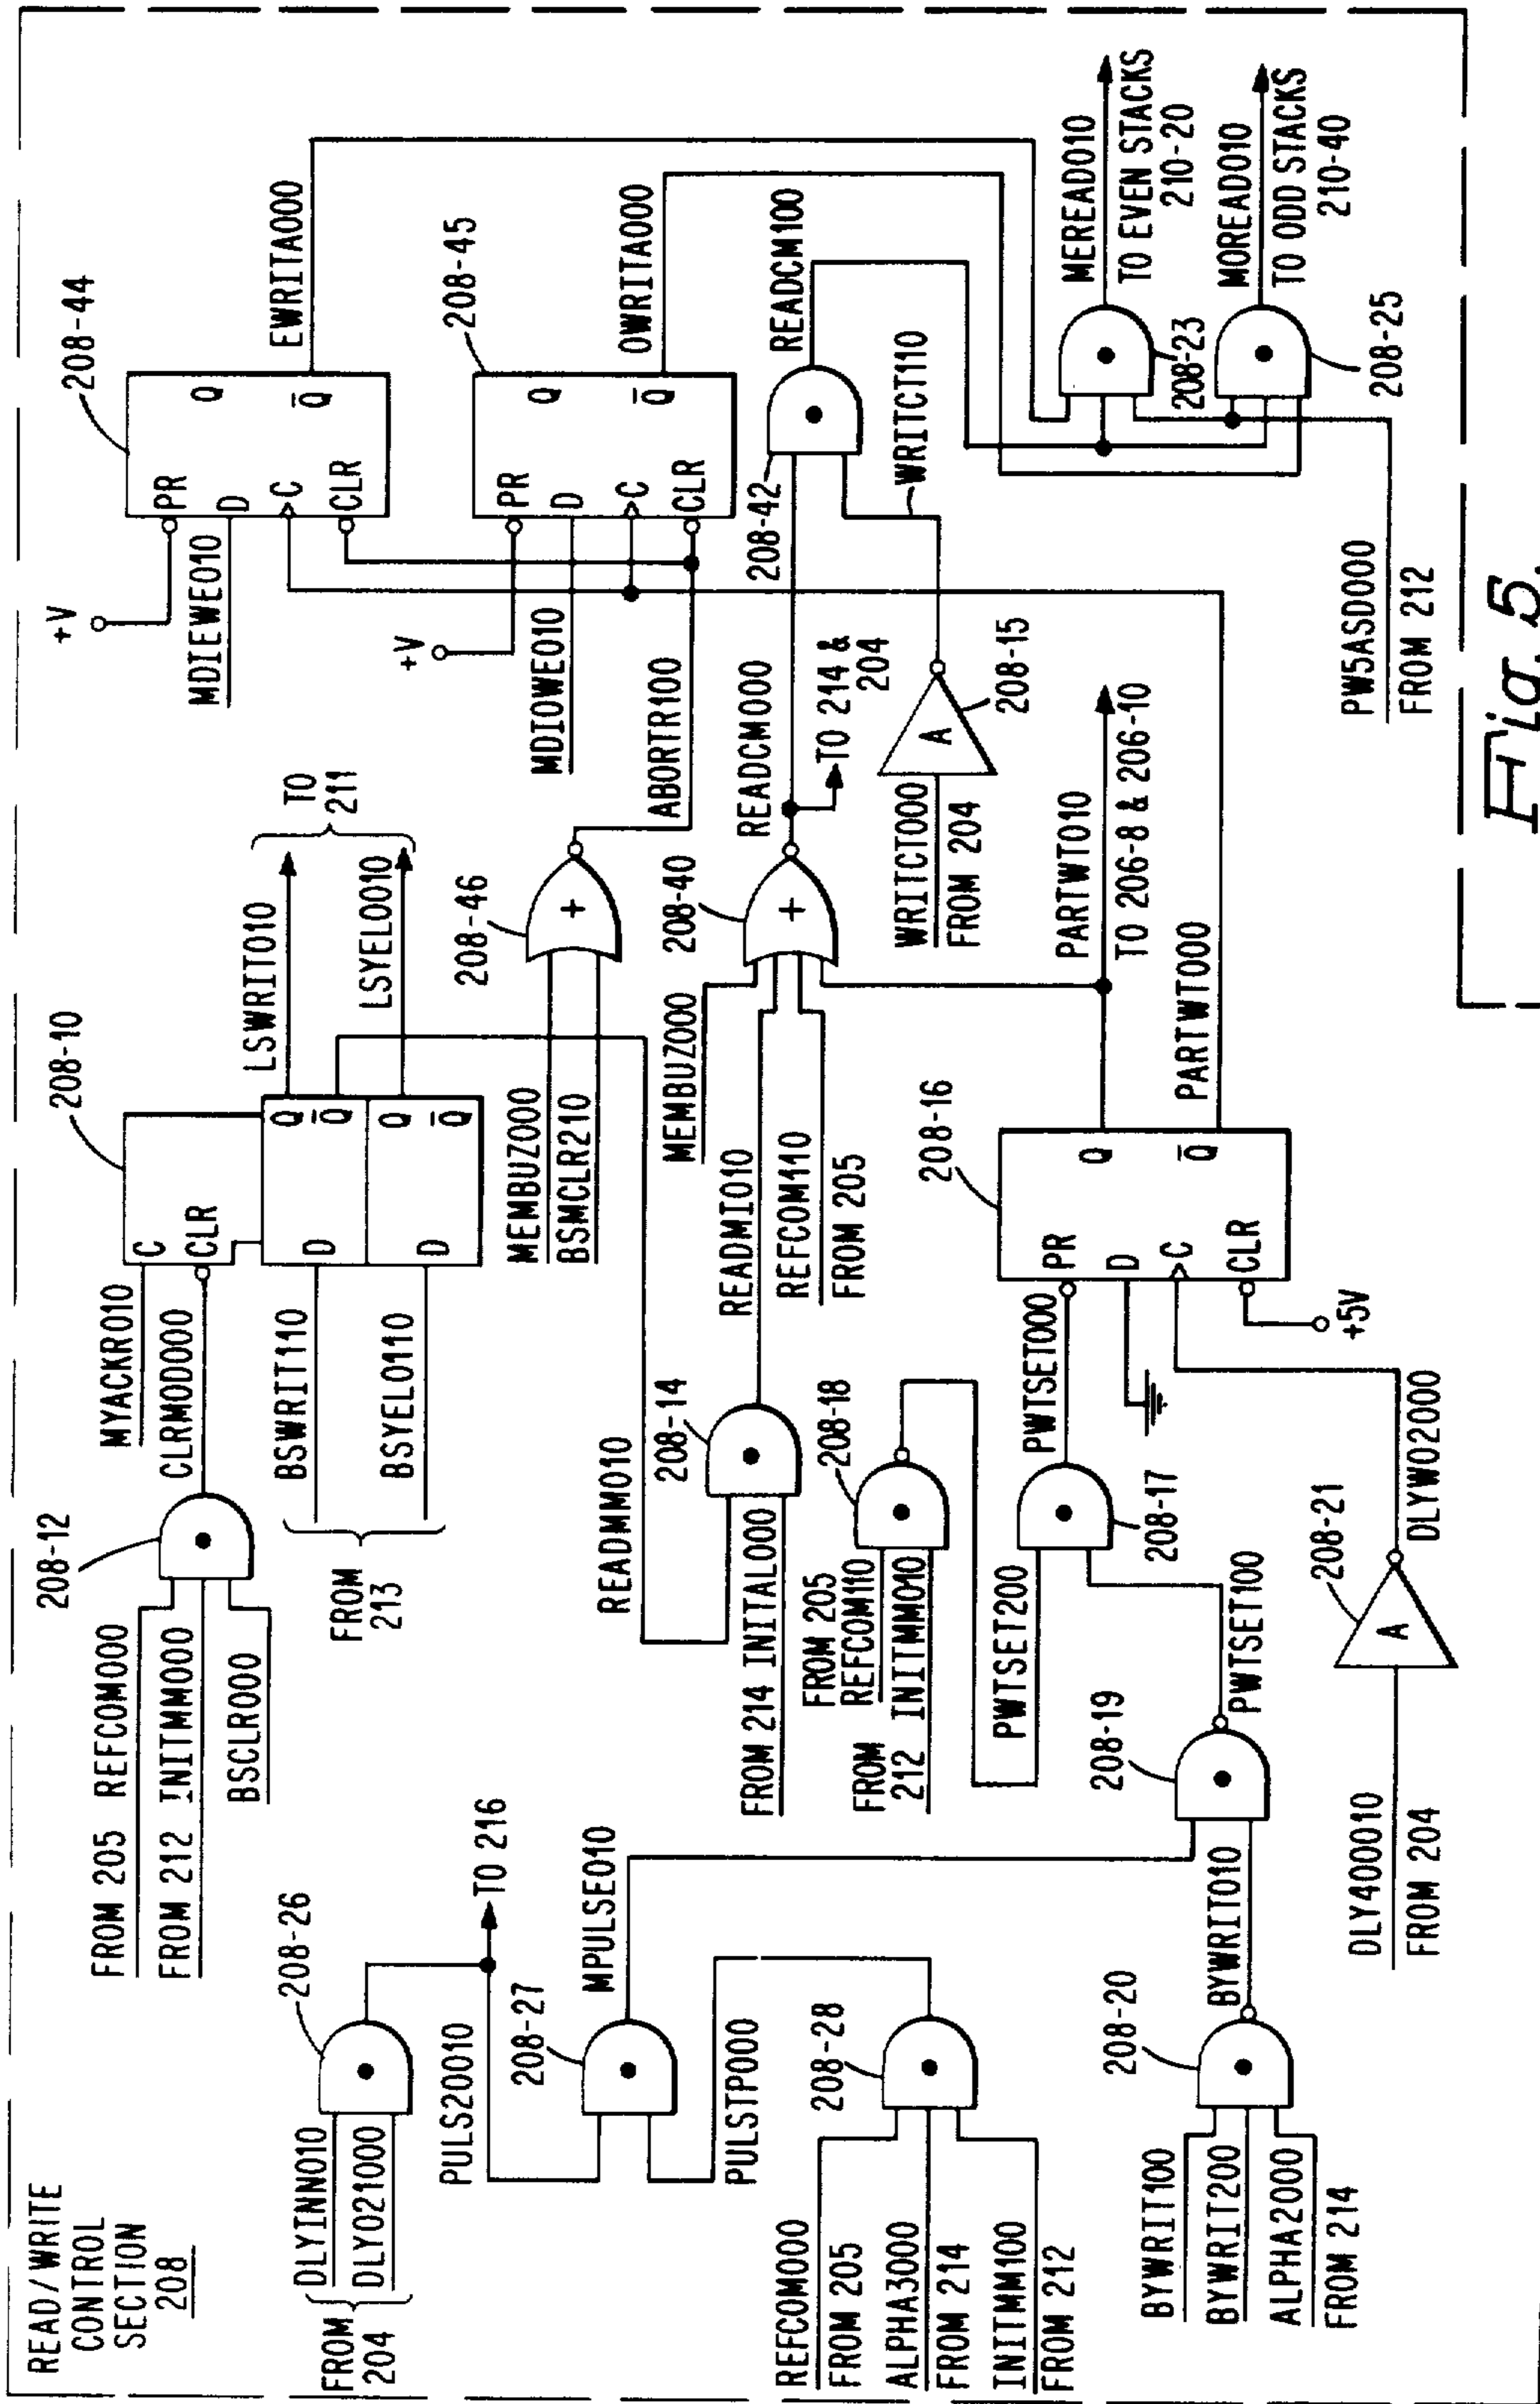 READ/WRITE
CONTROL
SECTION
208
FROM 205 REFCOM000
FROM 212 INITMM000
BSCLR000
208-12
MYACKR010
CLRMOD000
BSWRIT110
BSYEL0110
FROM
213
208-10
C
CLR
D
D
Q
Q
Q
Q
LSWRIT010
LSYEL0010
TO
211
+V
MDIEWE010
PR
D
C
CLR
Q
Q
208-44
EWRITA000
+V
MDIOWE010
PR
D
C
CLR
Q
Q
208-45
OWRITA000
MEMBUZ000
BSMCLR210
208-46
+
ABORTR100
READMM010
FROM 214 INITAL000
208-14
READMI010
MEMBUZ000
REFCOM110
FROM 205
208-40
+
READCM000
TO 214 &
204
208-42
READCM100
WRITCT000
FROM 204
A
208-15
WRITCT110
DLYINN010
DLY021000
FROM
204
208-26
TO 216
PULS20010
208-27
MPULSE010
PULSTP000
REFCOM000
FROM 205
ALPHA3000
FROM 214
INITMM100
FROM 212
208-28
BYWRIT100
BYWRIT200
ALPHA2000
FROM 214
208-20
BYWRIT010
208-19
PWTSET100
FROM 205
REFCOM110
FROM
212 INITMM010
208-18
PWTSET200
208-17
PWTSET000
208-16
PR
D
C
CLR
Q
Q
+5V
DLY400010
FROM 204
A
208-21
DLYW02000
PARTWT010
TO 206-8 & 206-10
PARTWT000
PW5ASD000
FROM 212
208-23
208-25
MEREAD010
TO EVEN STACKS
210-20
MOREAD010
TO ODD STACKS
210-40
Fig. 5.